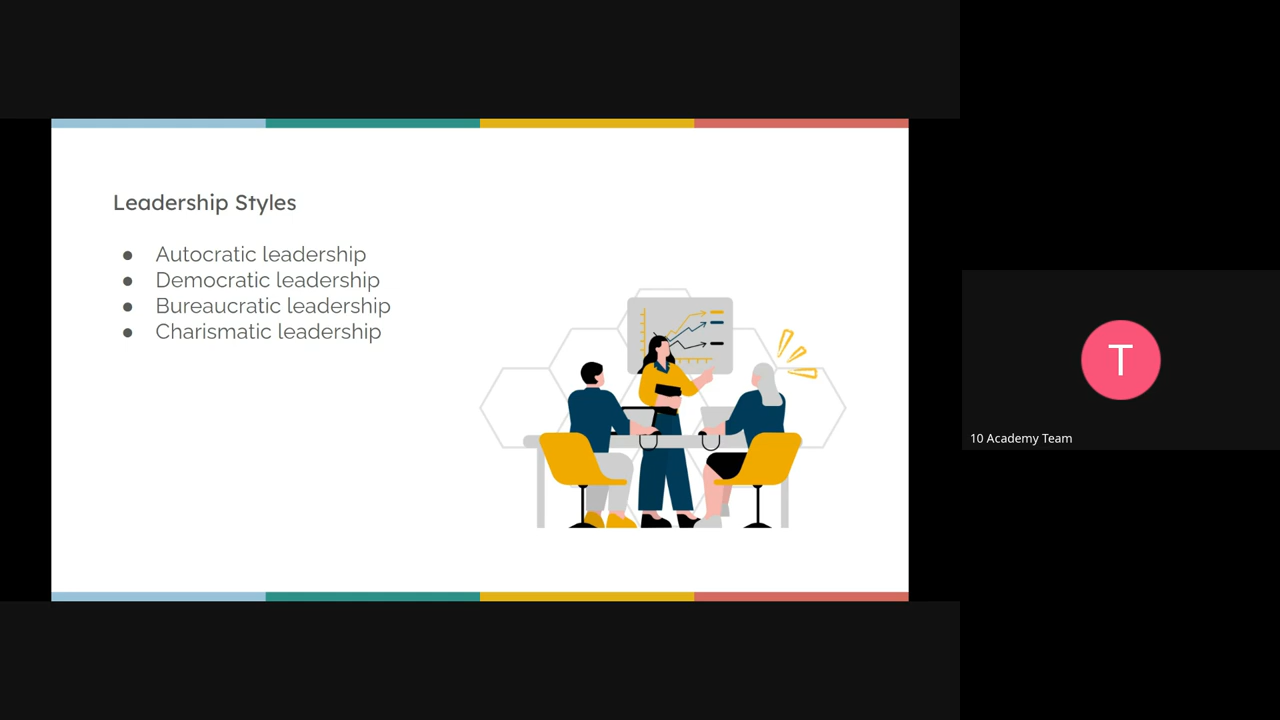 Leadership Styles
● Autocratic leadership
● Democratic leadership
● Bureaucratic leadership
● Charismatic leadership
T
10 Academy Team